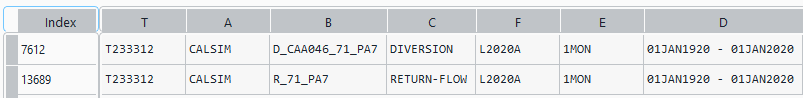 Index T A B C F E D
7612 T233312 CALSIM D_CAA046_71_PA7 DIVERSION L2020A 1MON 01JAN1920 - 01JAN2020
13689 T233312 CALSIM R_71_PA7 RETURN-FLOW L2020A 1MON 01JAN1920 - 01JAN2020